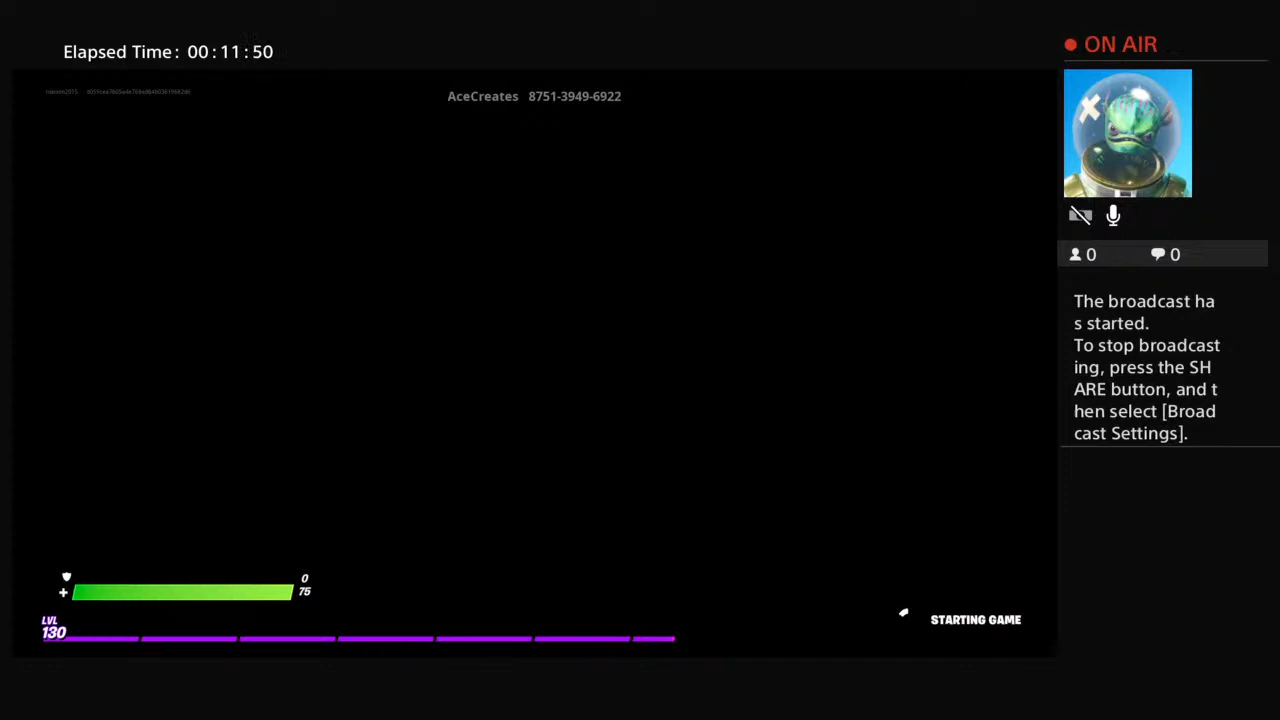 Elapsed Time: 00:11:50
ON AIR
AceCreates 8751-3949-6922
0
0
The broadcast ha
s started.
To stop broadcast
ing, press the SH
ARE button, and t
hen select [Broad
cast Settings].
0
75
LVL
130
STARTING GAME